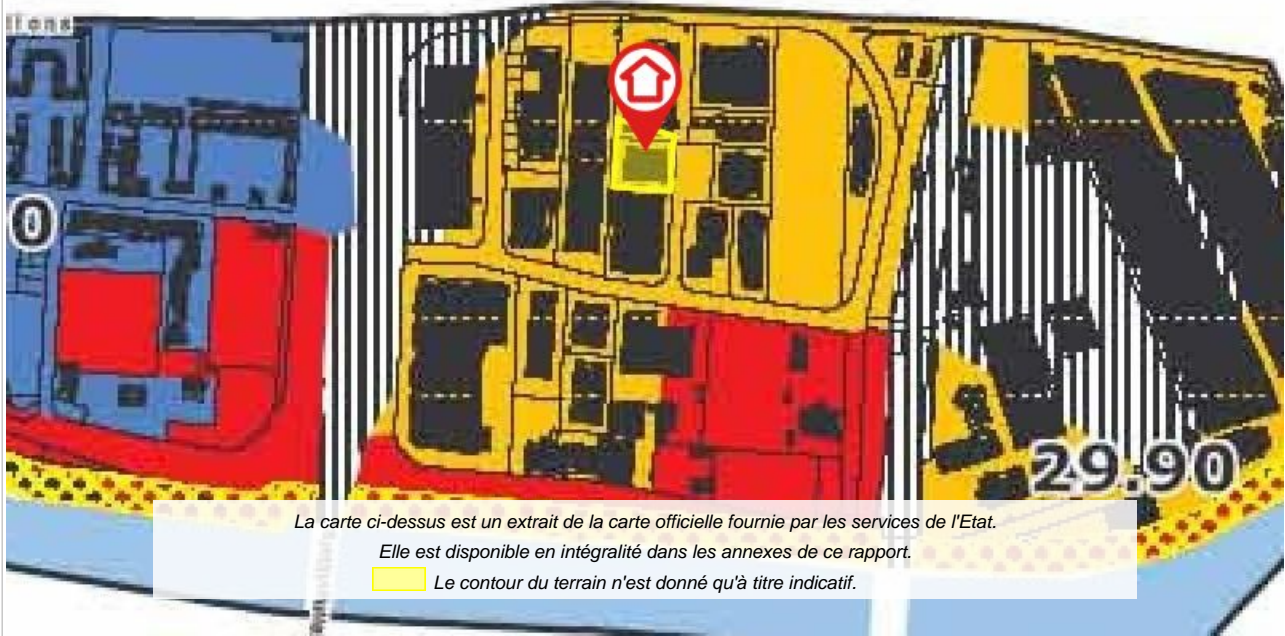 0
29.90
La carte ci-dessus est un extrait de la carte officielle fournie par les services de l'Etat.
Elle est disponible en intégralité dans les annexes de ce rapport.
Le contour du terrain n'est donné qu'à titre indicatif.